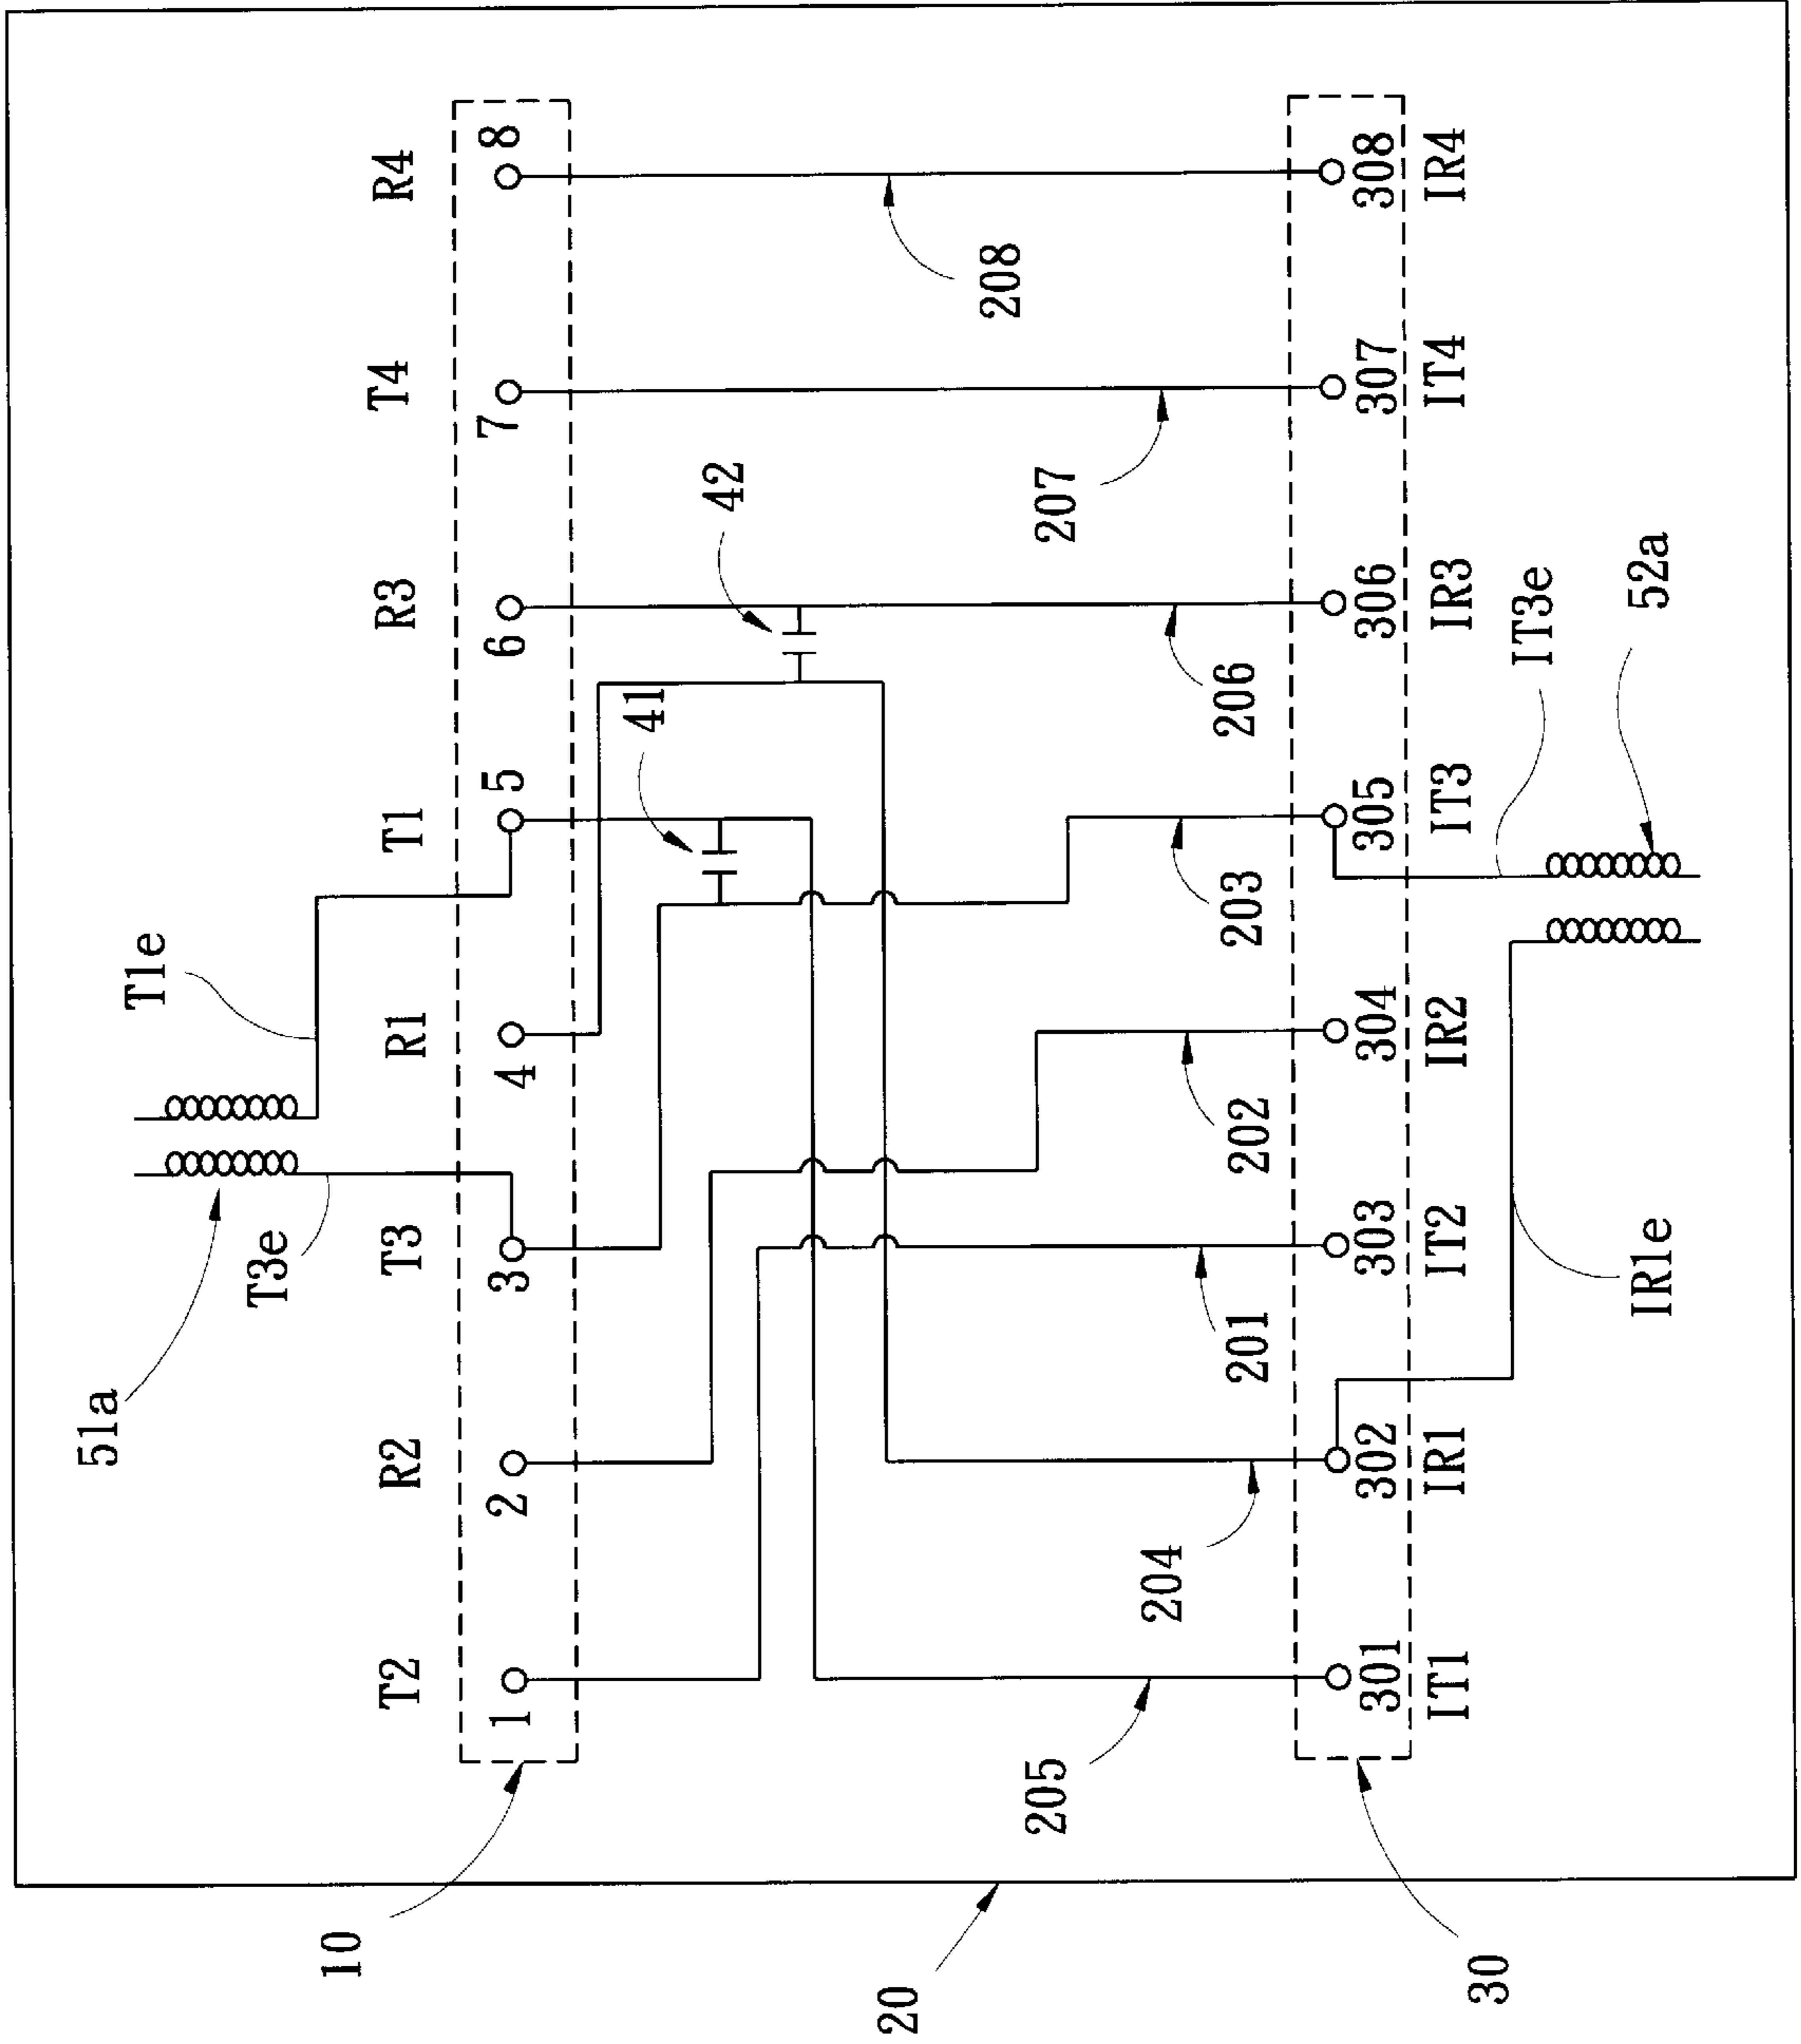 51a
T1e
T3e
10
T2 R2 T3 R1 T1 R3 T4 R4
1 2 3 4 5 6 7 8
41
42
20
208
205 207
204
201 202 203 206
301 302 303 304 305 306 307 308
IT1 IR1 IT2 IR2 IT3 IR3 IT4 IR4
30
IT3e
IR1e 52a